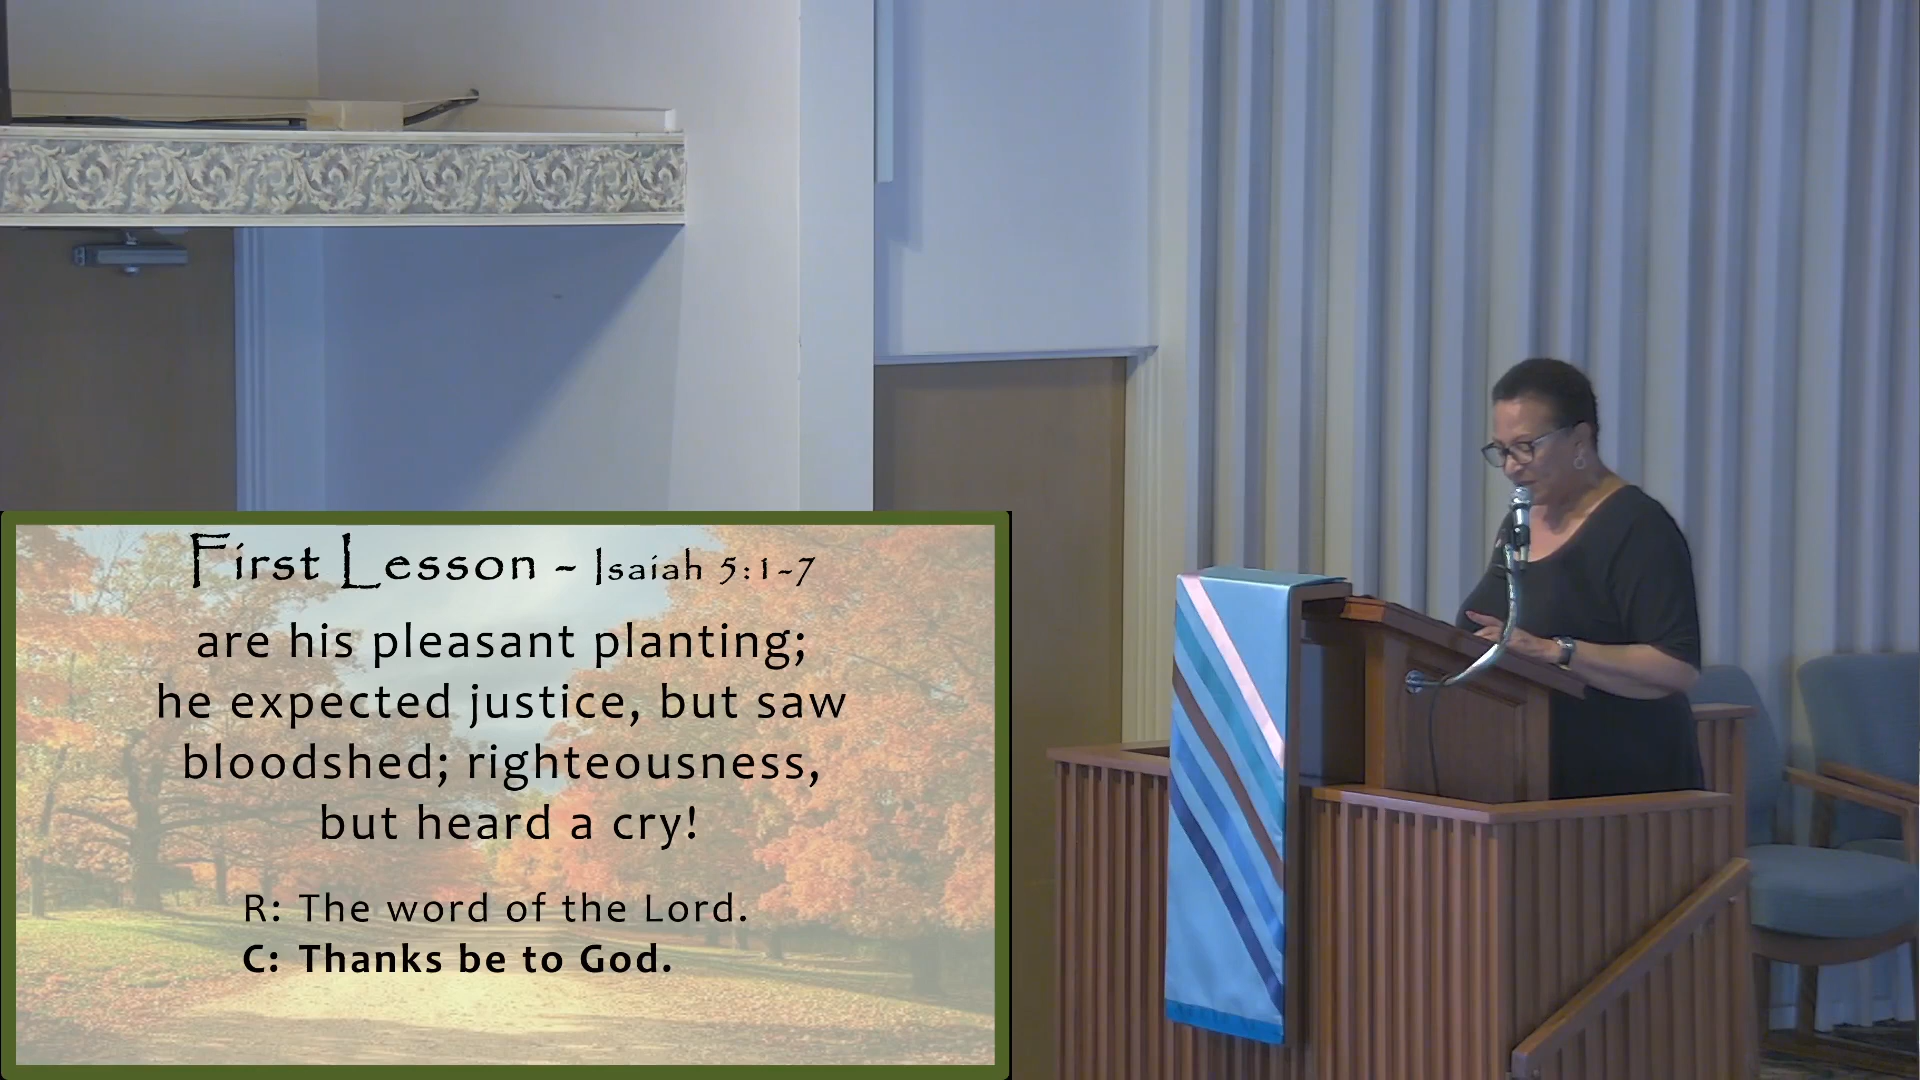 First Lesson - Isaiah 5:1-7
are his pleasant planting;
he expected justice, but saw
bloodshed; righteousness,
but heard a cry!
R: The word of the Lord.
C: Thanks be to God.